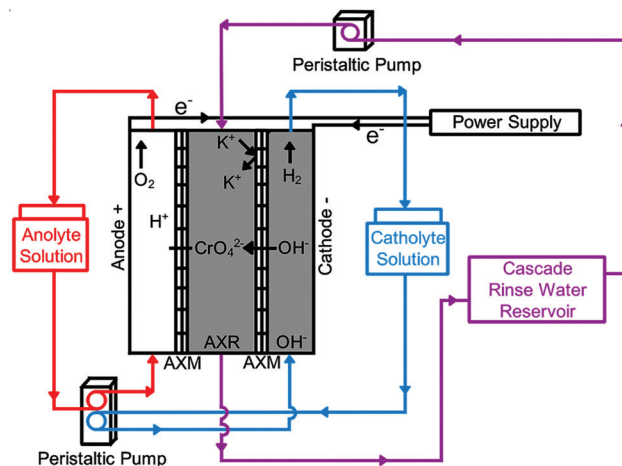 Peristaltic Pump
e⁻
e⁻
Power Supply
K⁺
K⁺
O₂
H₂
H⁺
Anode +
Cathode -
CrO₄²⁻
OH⁻
Anolyte
Solution
Catholyte
Solution
Cascade
Rinse Water
Reservoir
AXR
OH⁻
AXM
AXM
Peristaltic Pump